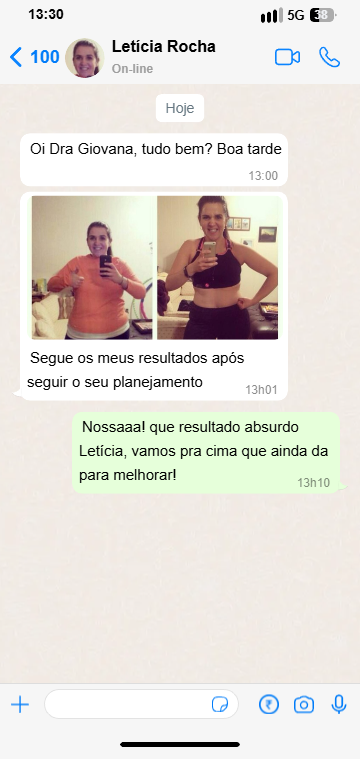 13:30
5G 38
100
Letícia Rocha
On-line
Hoje
Oi Dra Giovana, tudo bem? Boa tarde
13:00
Segue os meus resultados após
seguir o seu planejamento
13h01
Nossaaa! que resultado absurdo
Letícia, vamos pra cima que ainda da
para melhorar!
13h10
₹